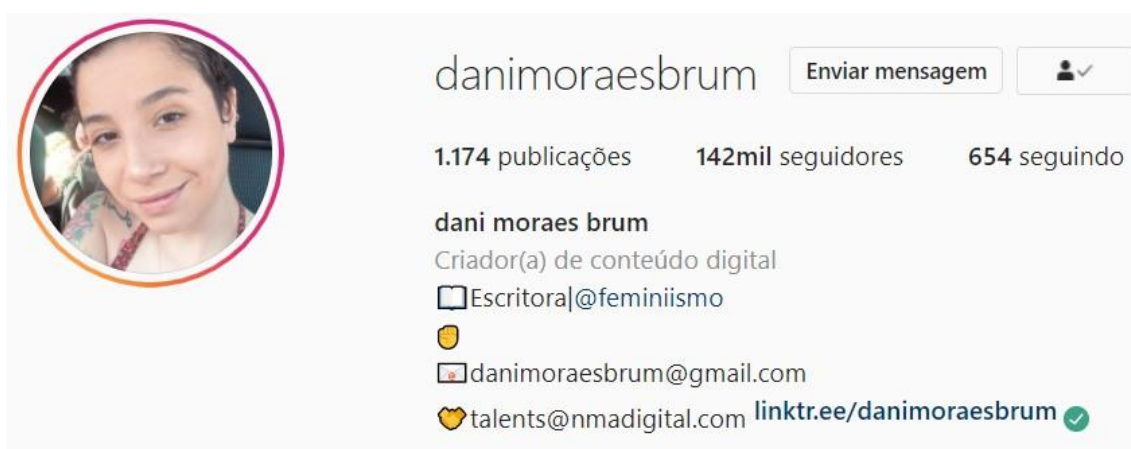 danimoraesbrum Enviar mensagem
1.174 publicações 142mil seguidores 654 seguindo
dani moraes brum
Criador(a) de conteúdo digital
📖Escritora|@feminiismo
✊
📧danimoraesbrum@gmail.com
🤝talents@nmadigital.com linktr.ee/danimoraesbrum